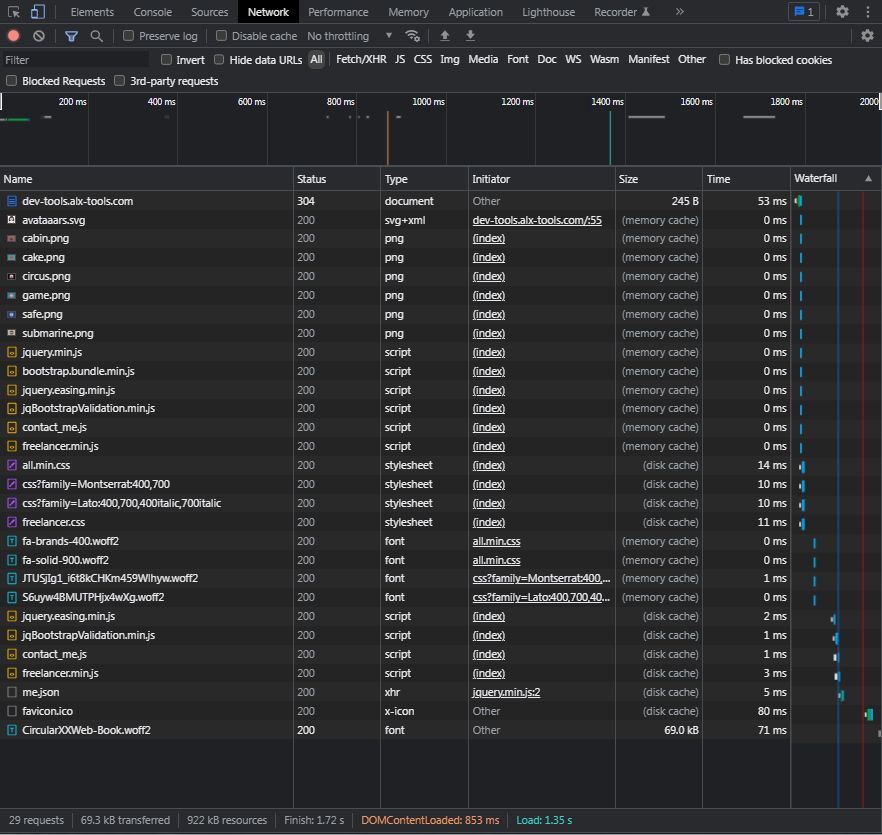 Elements Console Sources Network Performance Memory Application Lighthouse Recorder » 1
Preserve log Disable cache No throttling
Filter Invert Hide data URLs All Fetch/XHR JS CSS Img Media Font Doc WS Wasm Manifest Other Has blocked cookies
Blocked Requests 3rd-party requests
200 ms 400 ms 600 ms 800 ms 1000 ms 1200 ms 1400 ms 1600 ms 1800 ms 2000
Name Status Type Initiator Size Time Waterfall
dev-tools.alx-tools.com 304 document Other 245 B 53 ms
avataaars.svg 200 svg+xml dev-tools.alx-tools.com/:55 (memory cache) 0 ms
cabin.png 200 png (index) (memory cache) 0 ms
cake.png 200 png (index) (memory cache) 0 ms
circus.png 200 png (index) (memory cache) 0 ms
game.png 200 png (index) (memory cache) 0 ms
safe.png 200 png (index) (memory cache) 0 ms
submarine.png 200 png (index) (memory cache) 0 ms
jquery.min.js 200 script (index) (memory cache) 0 ms
bootstrap.bundle.min.js 200 script (index) (memory cache) 0 ms
jquery.easing.min.js 200 script (index) (memory cache) 0 ms
jqBootstrapValidation.min.js 200 script (index) (memory cache) 0 ms
contact_me.js 200 script (index) (memory cache) 0 ms
freelancer.min.js 200 script (index) (memory cache) 0 ms
all.min.css 200 stylesheet (index) (disk cache) 14 ms
css?family=Montserrat:400,700 200 stylesheet (index) (disk cache) 10 ms
css?family=Lato:400,700,400italic,700italic 200 stylesheet (index) (disk cache) 10 ms
freelancer.css 200 stylesheet (index) (disk cache) 11 ms
fa-brands-400.woff2 200 font all.min.css (memory cache) 0 ms
fa-solid-900.woff2 200 font all.min.css (memory cache) 0 ms
JTUSjIg1_i6t8kCHKm459Wlhyw.woff2 200 font css?family=Montserrat:400,... (memory cache) 1 ms
S6uyw4BMUTPHjx4wXg.woff2 200 font css?family=Lato:400,700,40... (memory cache) 0 ms
jquery.easing.min.js 200 script (index) (disk cache) 2 ms
jqBootstrapValidation.min.js 200 script (index) (disk cache) 1 ms
contact_me.js 200 script (index) (disk cache) 1 ms
freelancer.min.js 200 script (index) (disk cache) 3 ms
me.json 200 xhr jquery.min.js:2 (disk cache) 5 ms
favicon.ico 200 x-icon Other (disk cache) 80 ms
CircularXXWeb-Book.woff2 200 font Other 69.0 kB 71 ms
29 requests 69.3 kB transferred 922 kB resources Finish: 1.72 s DOMContentLoaded: 853 ms Load: 1.35 s